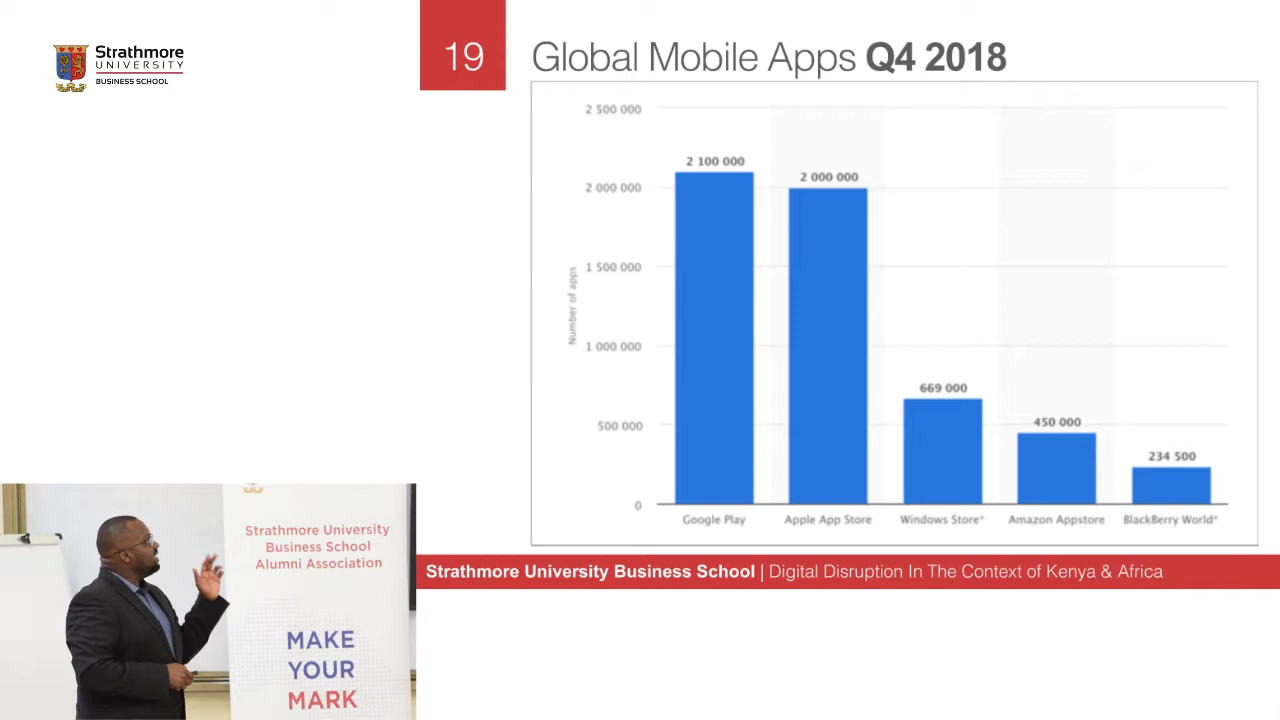 Strathmore
UNIVERSITY
BUSINESS SCHOOL
19
Global Mobile Apps Q4 2018
2 500 000
2 000 000
1 500 000
1 000 000
500 000
0
Number of apps
2 100 000
2 000 000
669 000
450 000
234 500
Google Play
Apple App Store
Windows Store*
Amazon Appstore
BlackBerry World*
Strathmore University Business School | Digital Disruption In The Context of Kenya & Africa
Strathmore University
Business School
Alumni Association
MAKE
YOUR
MARK